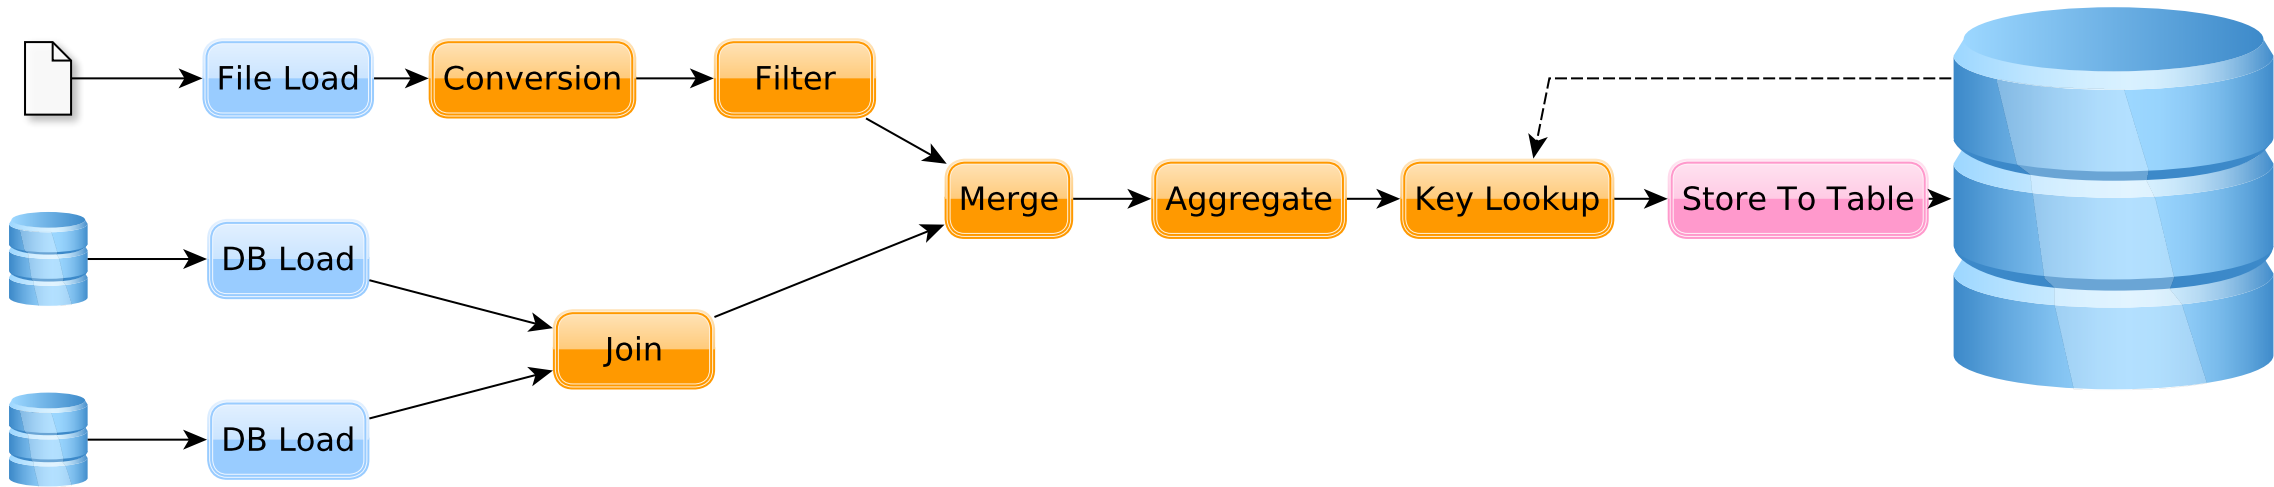 File Load
Conversion
Filter
Merge
Aggregate
Key Lookup
Store To Table
DB Load
Join
DB Load